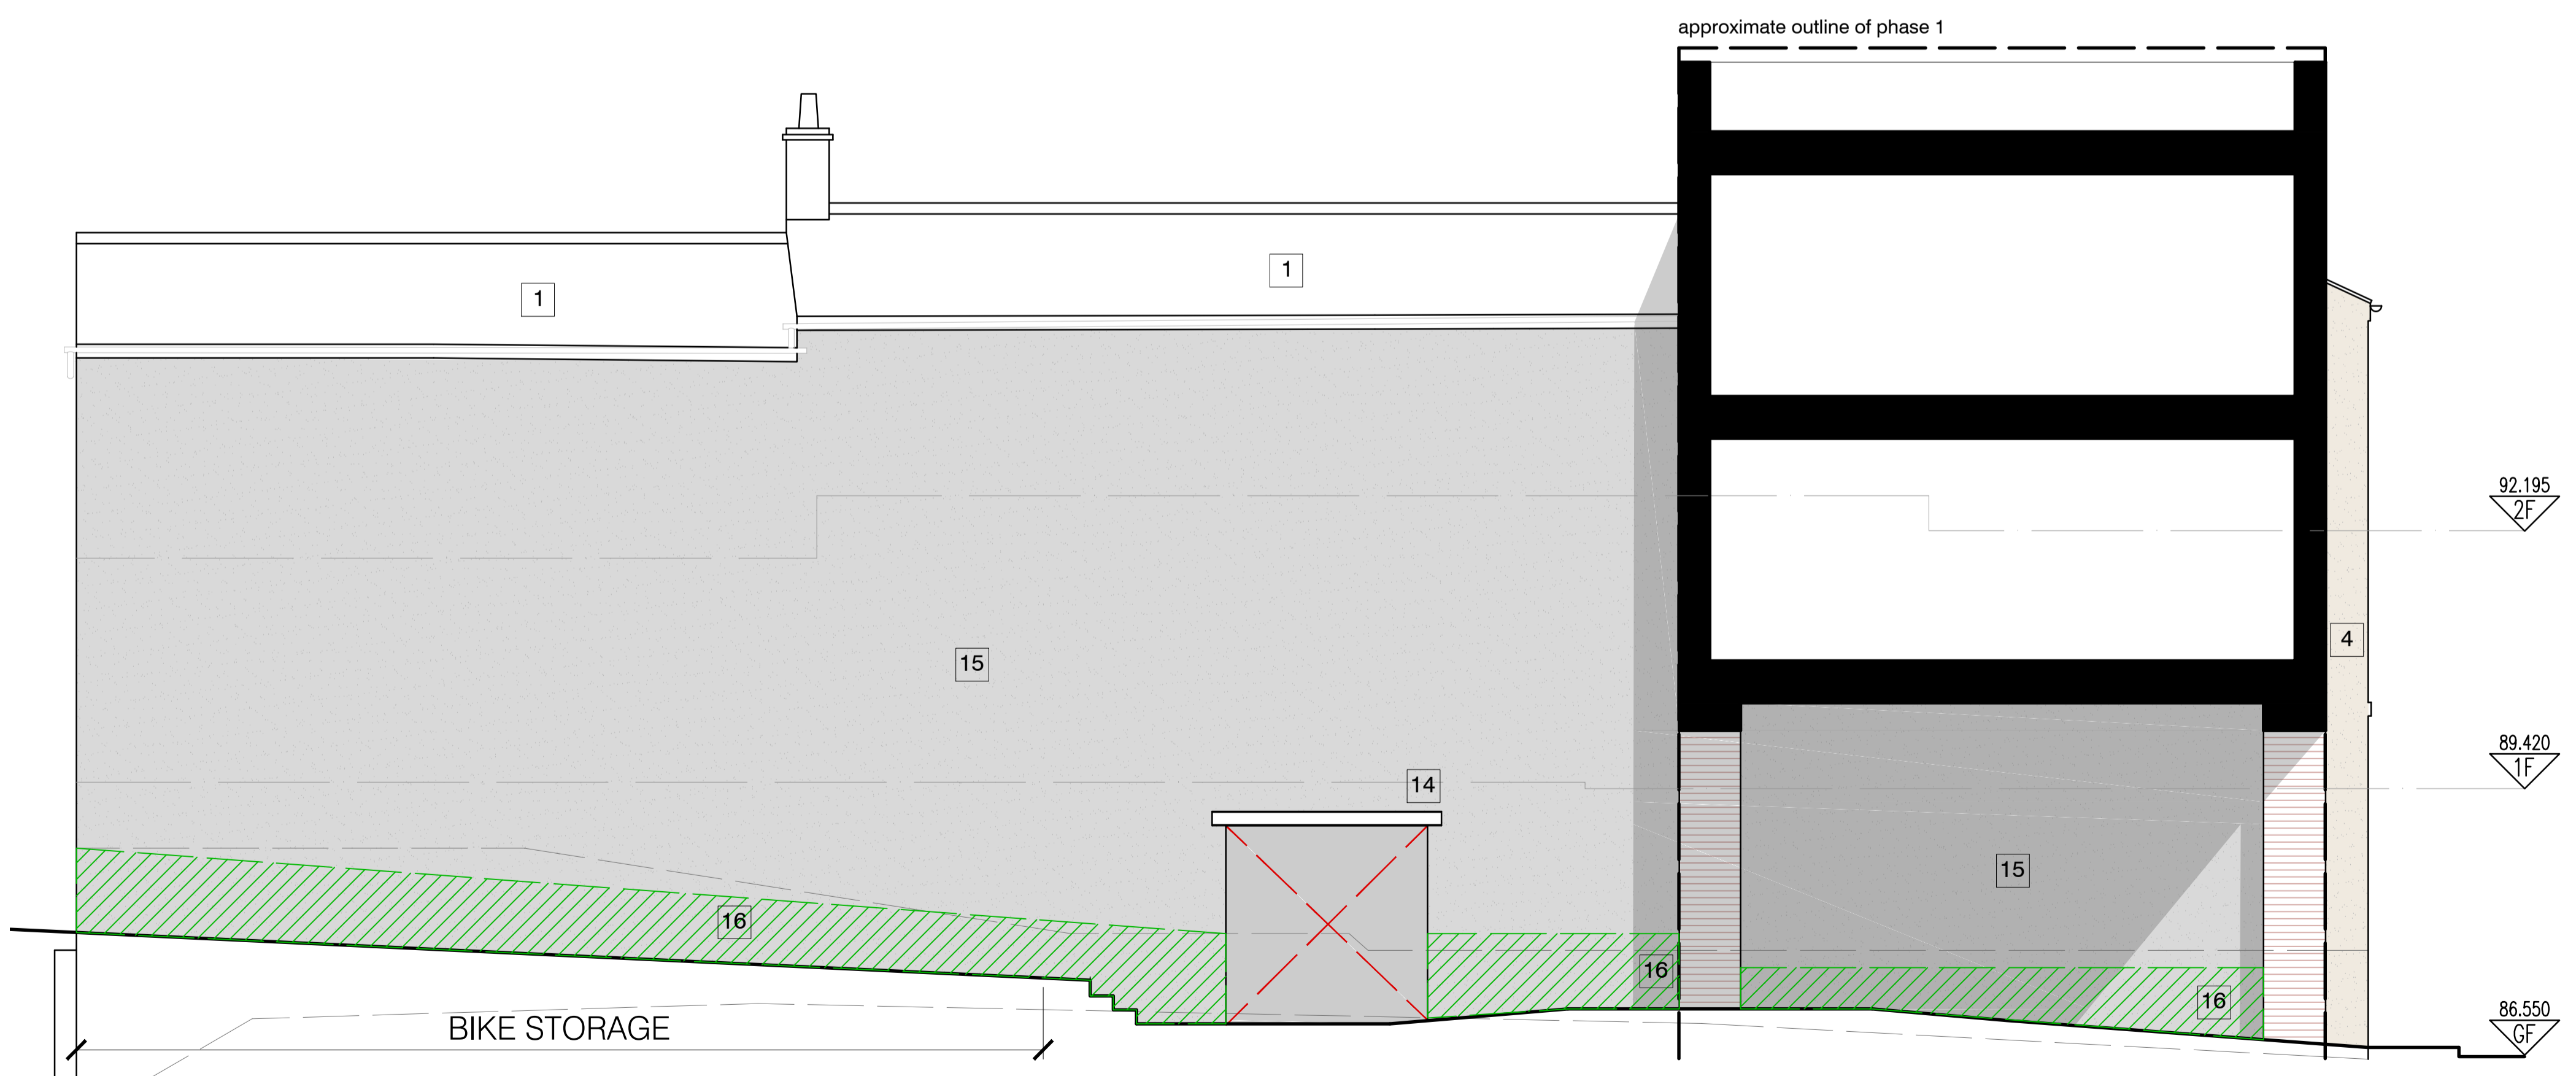 approximate outline of phase 1
1
1
92.195
2F
4
15
89.420
1F
14
15
16
16
16
86.550
GF
BIKE STORAGE